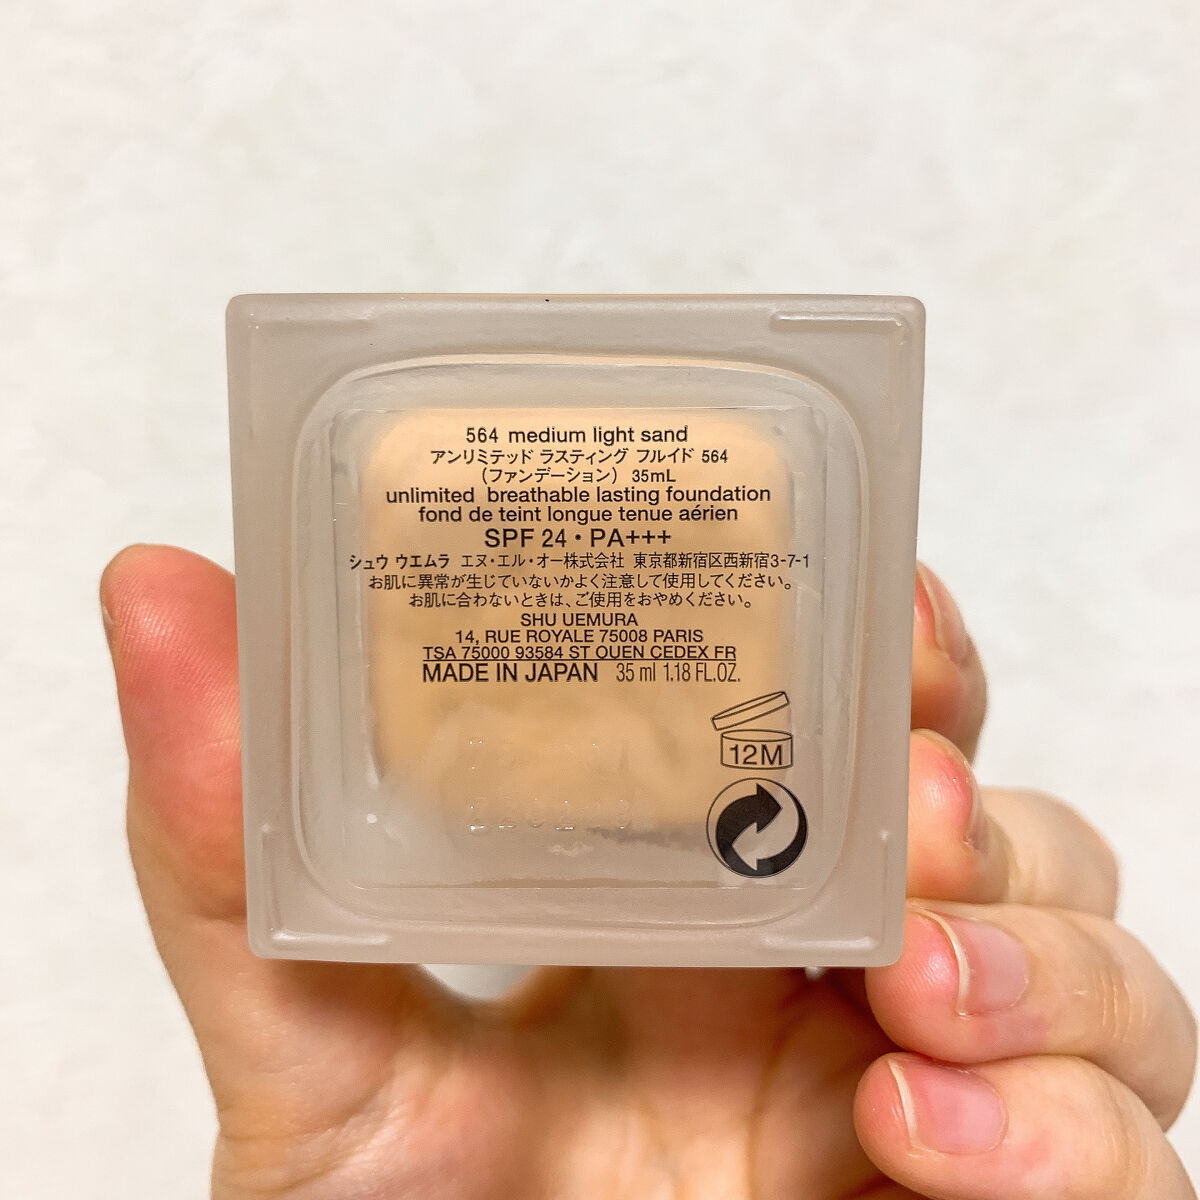 564 medium light sand
アンリミテッド ラスティング フルイド 564
（ファンデーション） 35mL
unlimited breathable lasting foundation
fond de teint longue tenue aérien
SPF 24・PA+++
シュウ ウエムラ エヌ・エル・オー株式会社 東京都新宿区西新宿3-7-1
お肌に異常が生じていないかよく注意して使用してください。
お肌に合わないときは、ご使用をおやめください。
SHU UEMURA
14, RUE ROYALE 75008 PARIS
TSA 75000 93584 ST OUEN CEDEX FR
MADE IN JAPAN 35 ml 1.18 FL.OZ.
12M